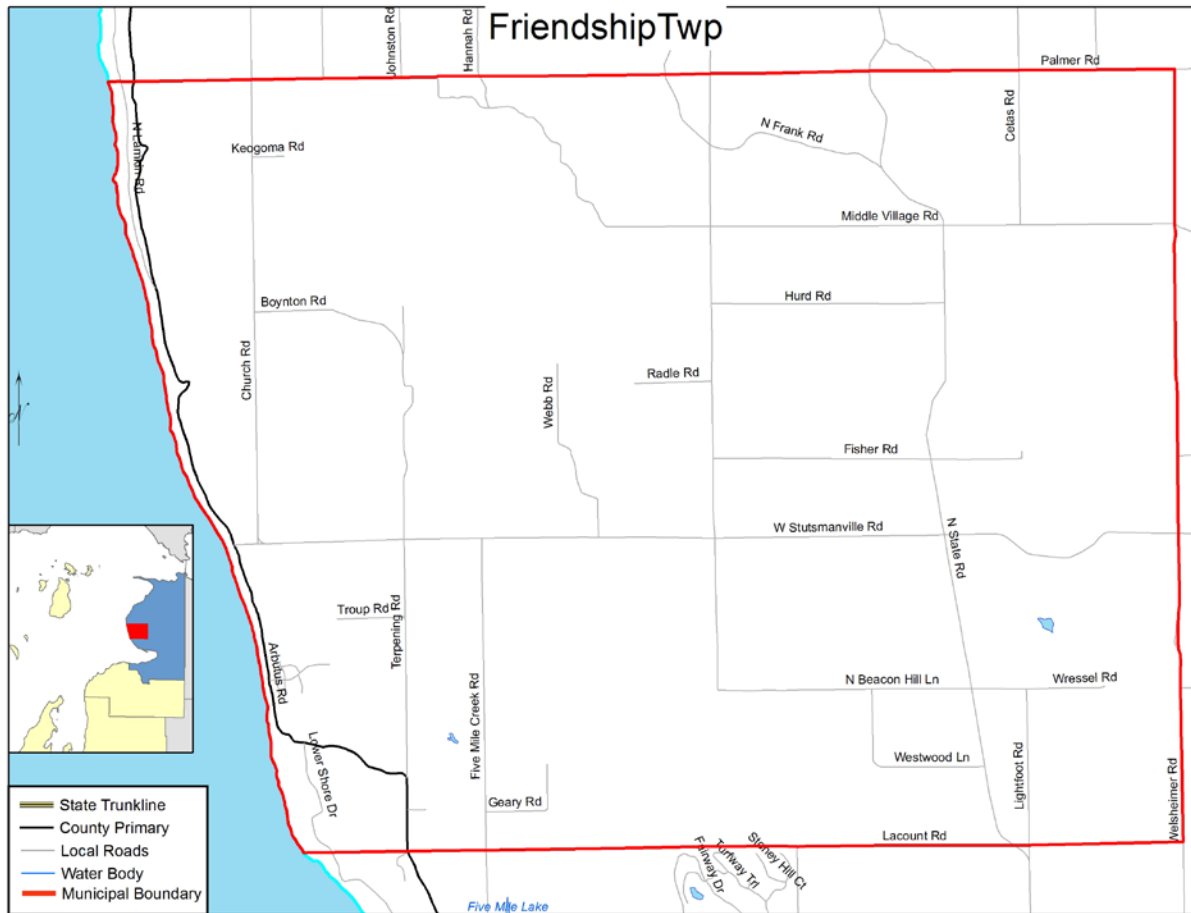 FriendshipTwp
Johnston Rd
Hannah Rd
Palmer Rd
Cetas Rd
N Frank Rd
N Lamkin Rd
Keogoma Rd
Middle Village Rd
Boynton Rd
Hurd Rd
Church Rd
Radle Rd
Webb Rd
Fisher Rd
W Stutsmanville Rd
N State Rd
Troup Rd
Terpening Rd
Arbutus Rd
N Beacon Hill Ln
Wressel Rd
Five Mile Creek Rd
Lower Shore Dr
Westwood Ln
Lightfoot Rd
Welsheimer Rd
Geary Rd
Lacount Rd
Fairway Dr
Turfway Trl
Stoney Hill Ct
Five Mile Lake
N
State Trunkline
County Primary
Local Roads
Water Body
Municipal Boundary